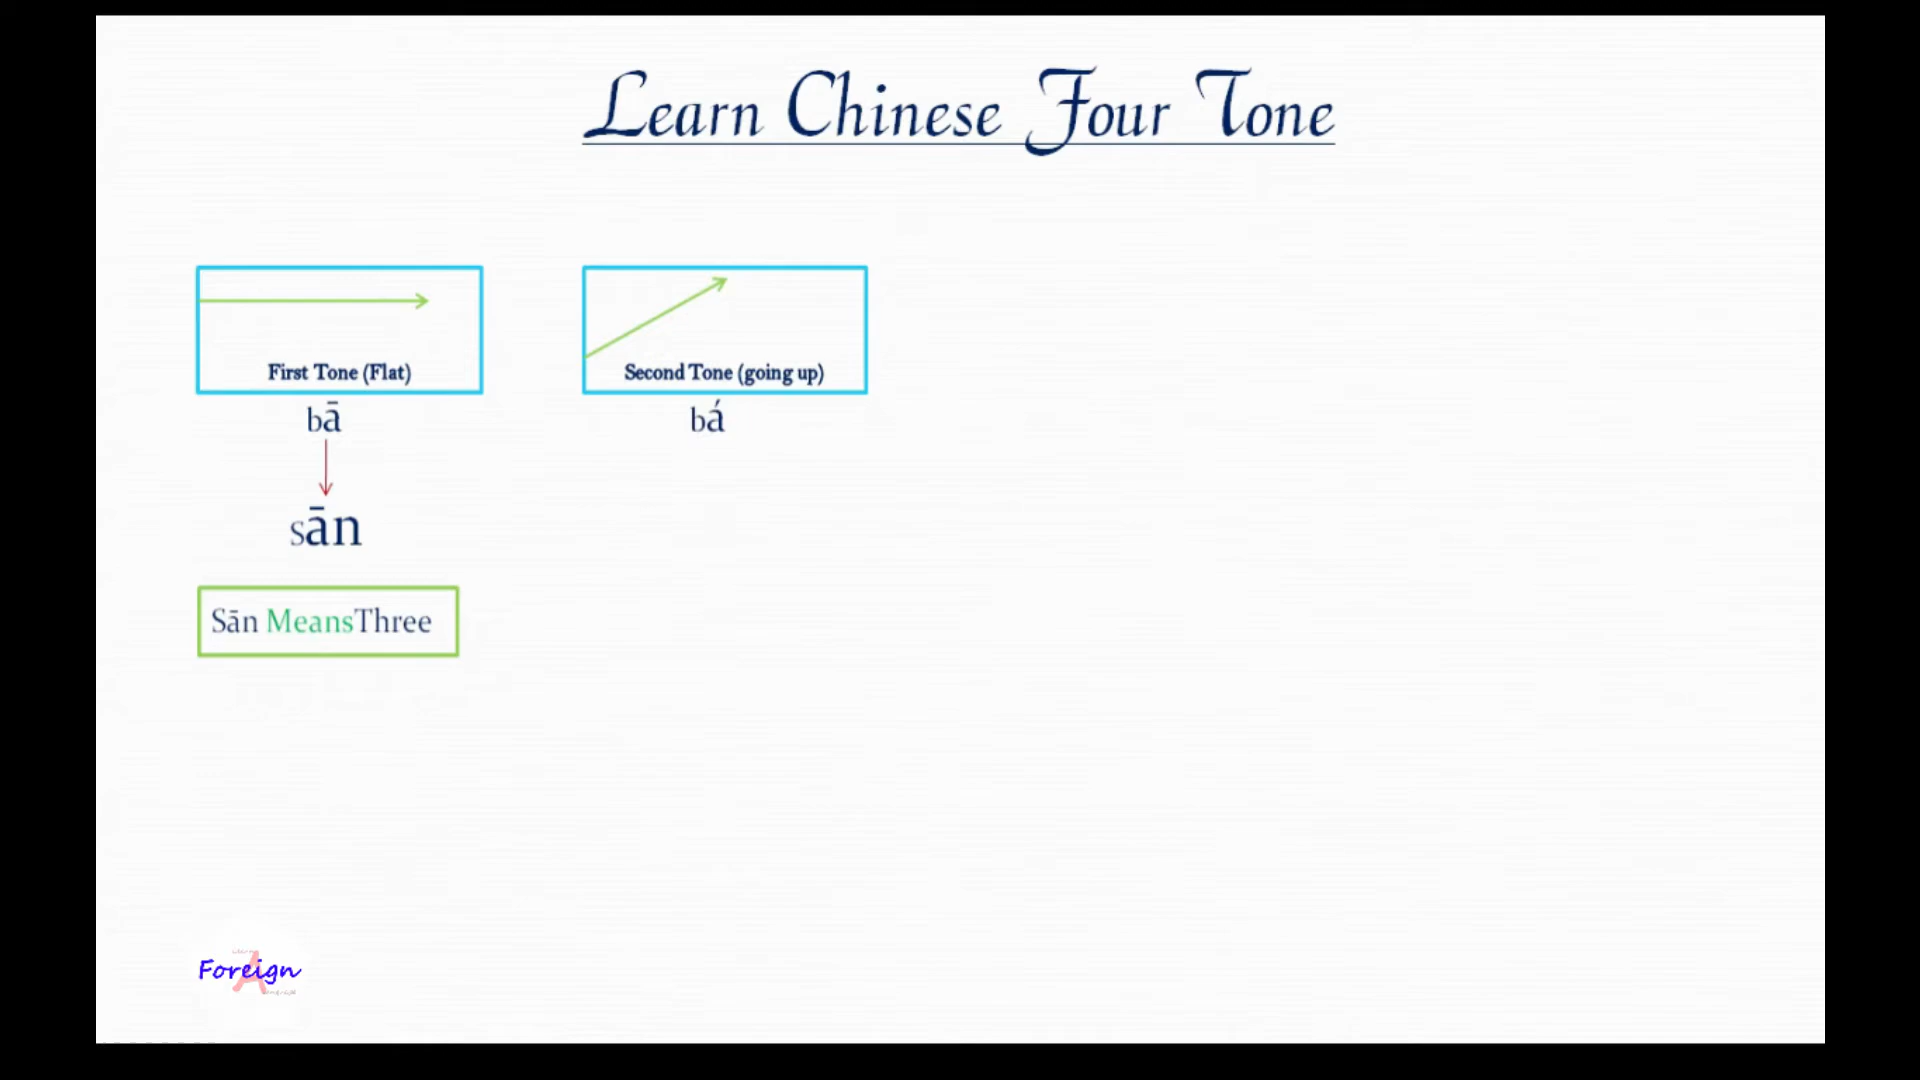 Learn Chinese Four Tone
First Tone (Flat)
Second Tone (going up)
bā
bá
sān
Sān MeansThree
Foreign